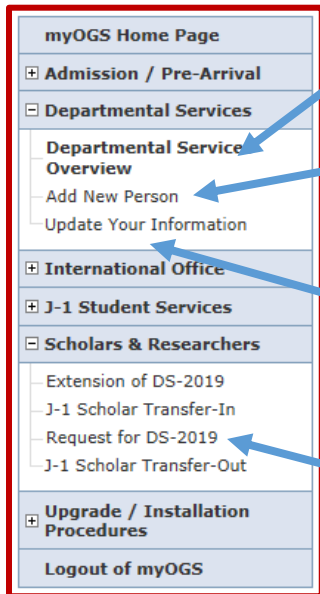 myOGS Home Page
Admission / Pre-Arrival
Departmental Services
Departmental Service
Overview
Add New Person
Update Your Information
International Office
J-1 Student Services
Scholars & Researchers
Extension of DS-2019
J-1 Scholar Transfer-In
Request for DS-2019
J-1 Scholar Transfer-Out
Upgrade / Installation
Procedures
Logout of myOGS